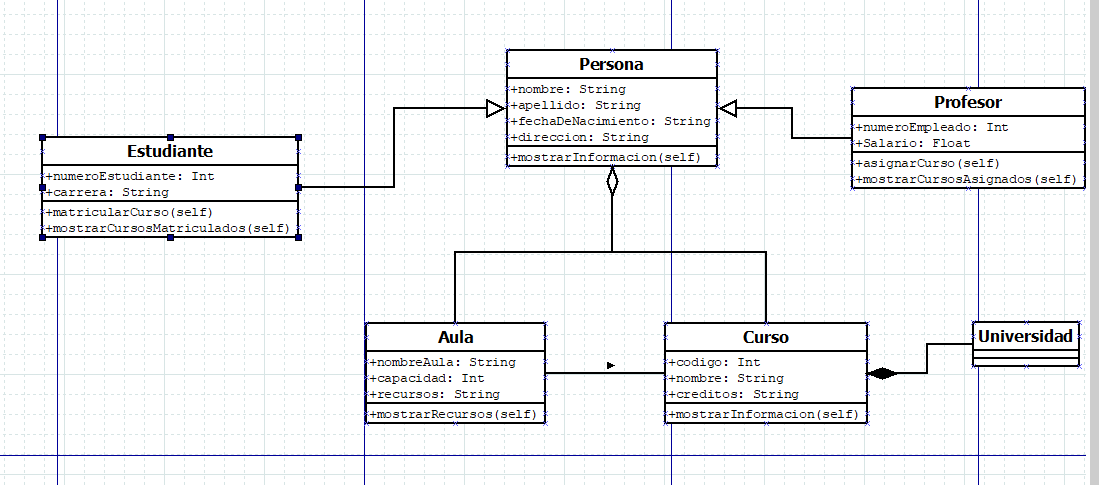 Persona
+nombre: String
+apellido: String
+fechaDeNacimiento: String
+direccion: String
+mostrarInformacion(self)
Profesor
+numeroEmpleado: Int
+Salario: Float
+asignarCurso(self)
+mostrarCursosAsignados(self)
Estudiante
+numeroEstudiante: Int
+carrera: String
+matricularCurso(self)
+mostrarCursosMatriculados(self)
Aula
+nombreAula: String
+capacidad: Int
+recursos: String
+mostrarRecursos(self)
Curso
+codigo: Int
+nombre: String
+creditos: String
+mostrarInformacion(self)
Universidad